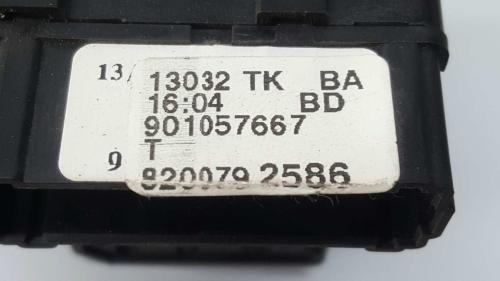 13/
13032 TK BA
16:04 BD
901057667
T
9
820079 2586